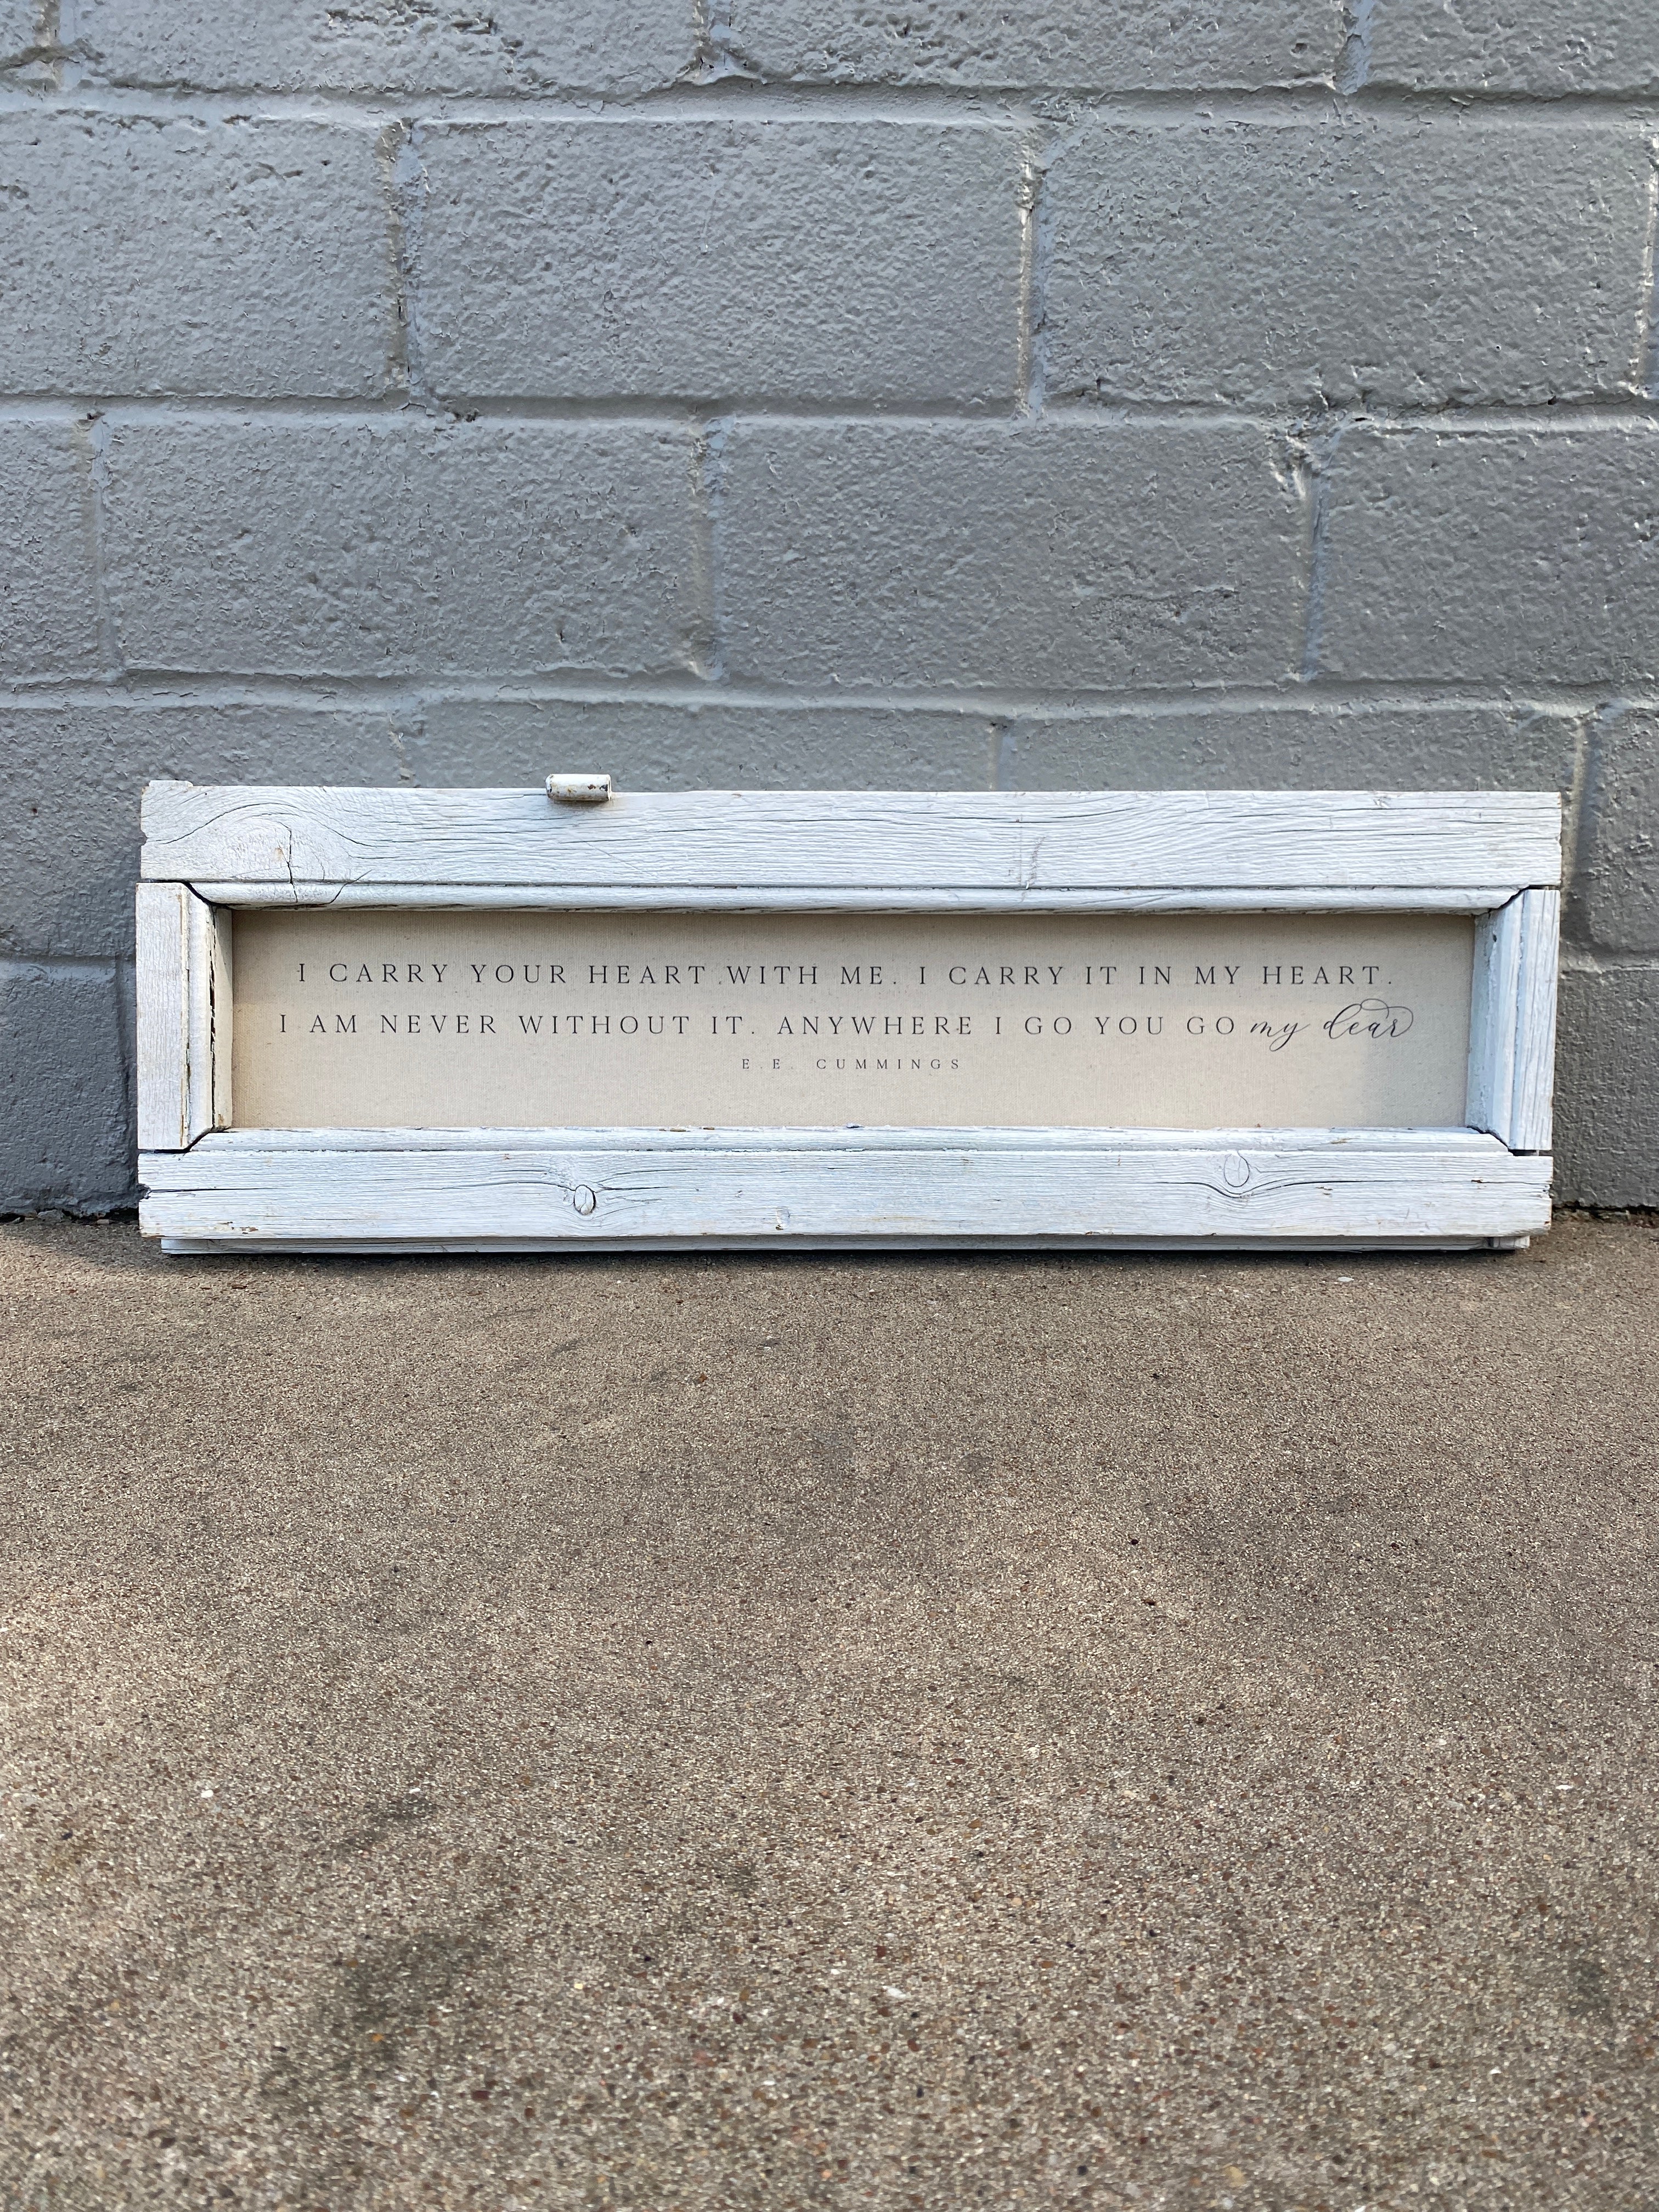 I CARRY YOUR HEART WITH ME. I CARRY IT IN MY HEART.
I AM NEVER WITHOUT IT. ANYWHERE I GO YOU GO my dear
E.E. CUMMINGS